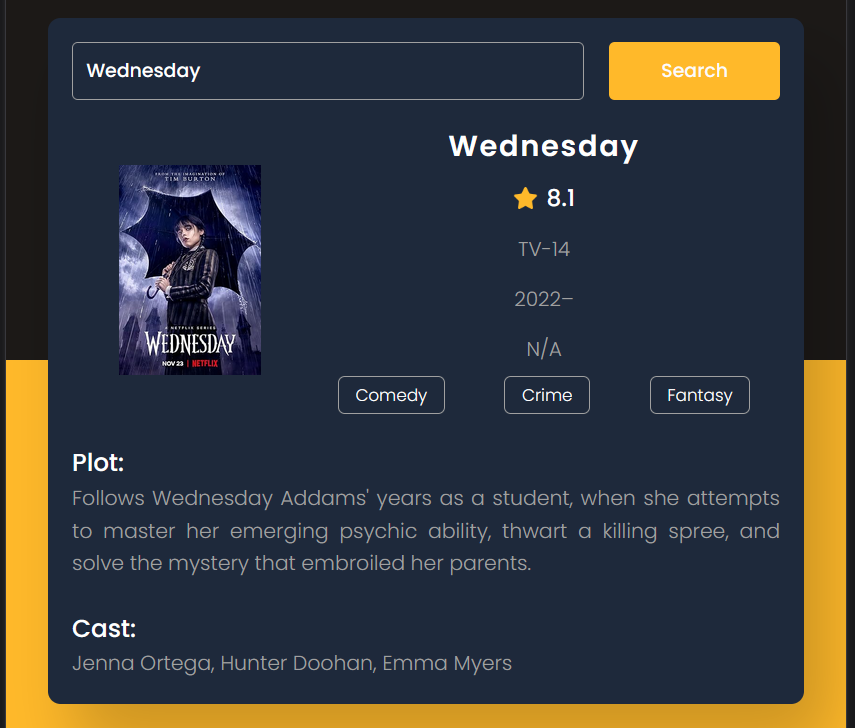 Wednesday
Search
Wednesday
8.1
TV-14
2022–
N/A
FROM THE IMAGINATION OF
TIM BURTON
A NETFLIX SERIES
WEDNESDAY
NOV 23 | NETFLIX
Comedy
Crime
Fantasy
Plot:
Follows Wednesday Addams' years as a student, when she attempts
to master her emerging psychic ability, thwart a killing spree, and
solve the mystery that embroiled her parents.
Cast:
Jenna Ortega, Hunter Doohan, Emma Myers